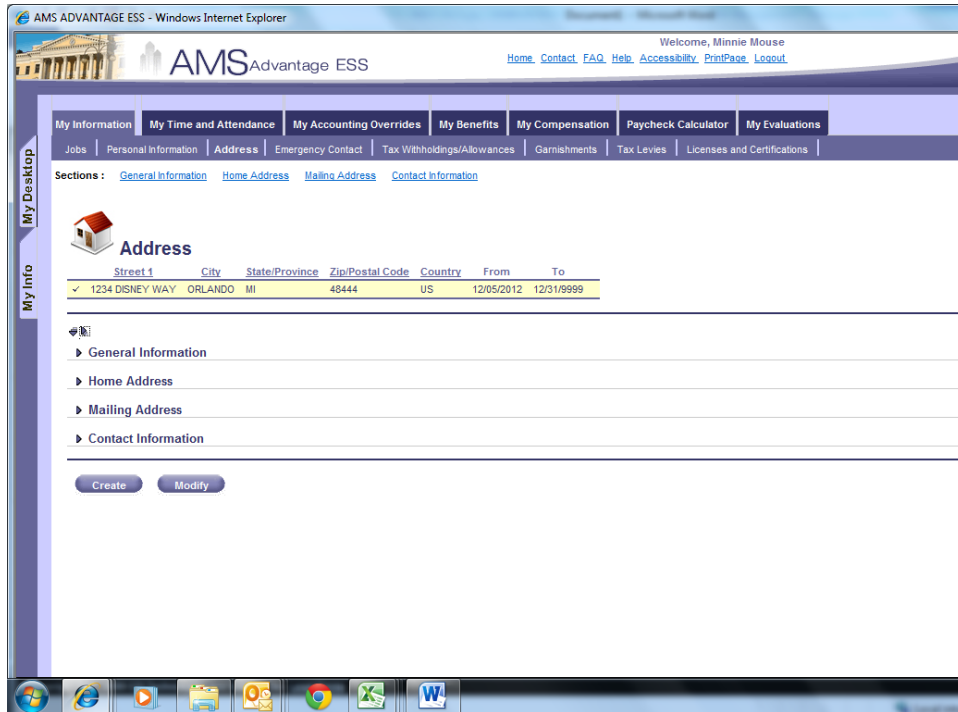 AMS ADVANTAGE ESS - Windows Internet Explorer
Welcome, Minnie Mouse
AMS Advantage ESS
Home Contact FAQ Help Accessibility PrintPage Logout
My Information My Time and Attendance My Accounting Overrides My Benefits My Compensation Paycheck Calculator My Evaluations
Jobs Personal Information Address Emergency Contact Tax Withholdings/Allowances Garnishments Tax Levies Licenses and Certifications
My Desktop
My Info
Sections : General Information Home Address Mailing Address Contact Information
Address
Street 1 City State/Province Zip/Postal Code Country From To
1234 DISNEY WAY ORLANDO MI 48444 US 12/05/2012 12/31/9999
General Information
Home Address
Mailing Address
Contact Information
Create Modify